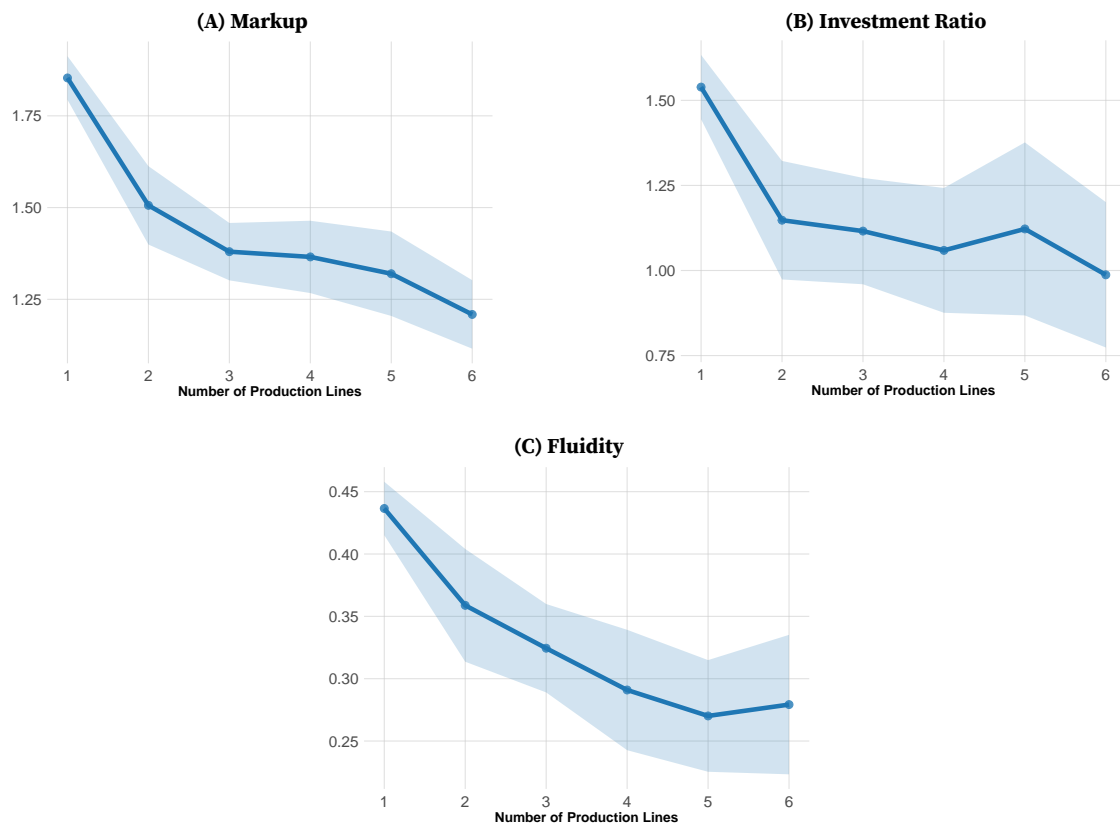 (A) Markup
1.75
1.50
1.25
1 2 3 4 5 6
Number of Production Lines
(B) Investment Ratio
1.50
1.25
1.00
0.75
1 2 3 4 5 6
Number of Production Lines
(C) Fluidity
0.45
0.40
0.35
0.30
0.25
1 2 3 4 5 6
Number of Production Lines